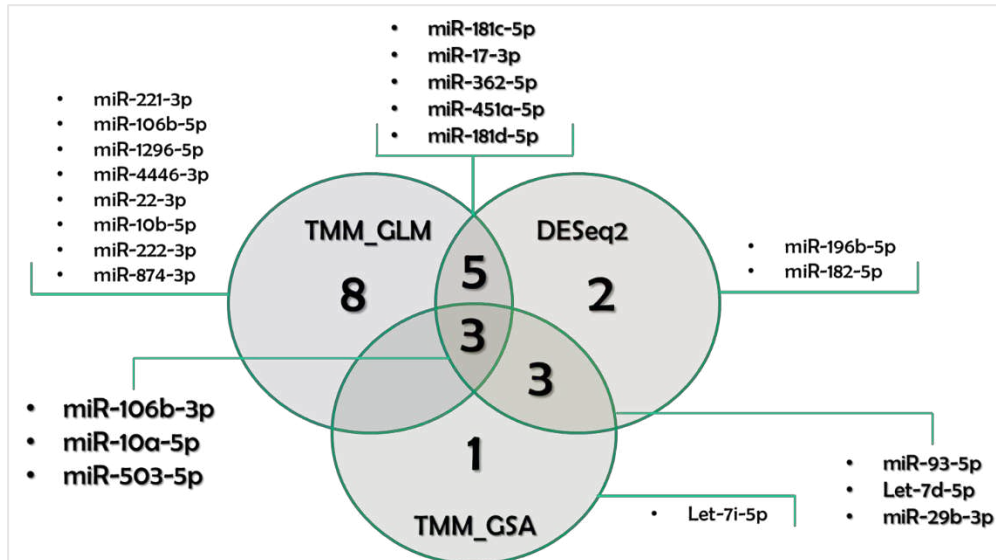 • miR-181c-5p
• miR-17-3p
• miR-362-5p
• miR-451a-5p
• miR-181d-5p
• miR-221-3p
• miR-106b-5p
• miR-1296-5p
• miR-4446-3p
• miR-22-3p
• miR-10b-5p
• miR-222-3p
• miR-874-3p
TMM_GLM
DESeq2
• miR-196b-5p
• miR-182-5p
8
5
2
3
3
• miR-106b-3p
• miR-10a-5p
• miR-503-5p
1
TMM_GSA
• Let-7i-5p
• miR-93-5p
• Let-7d-5p
• miR-29b-3p